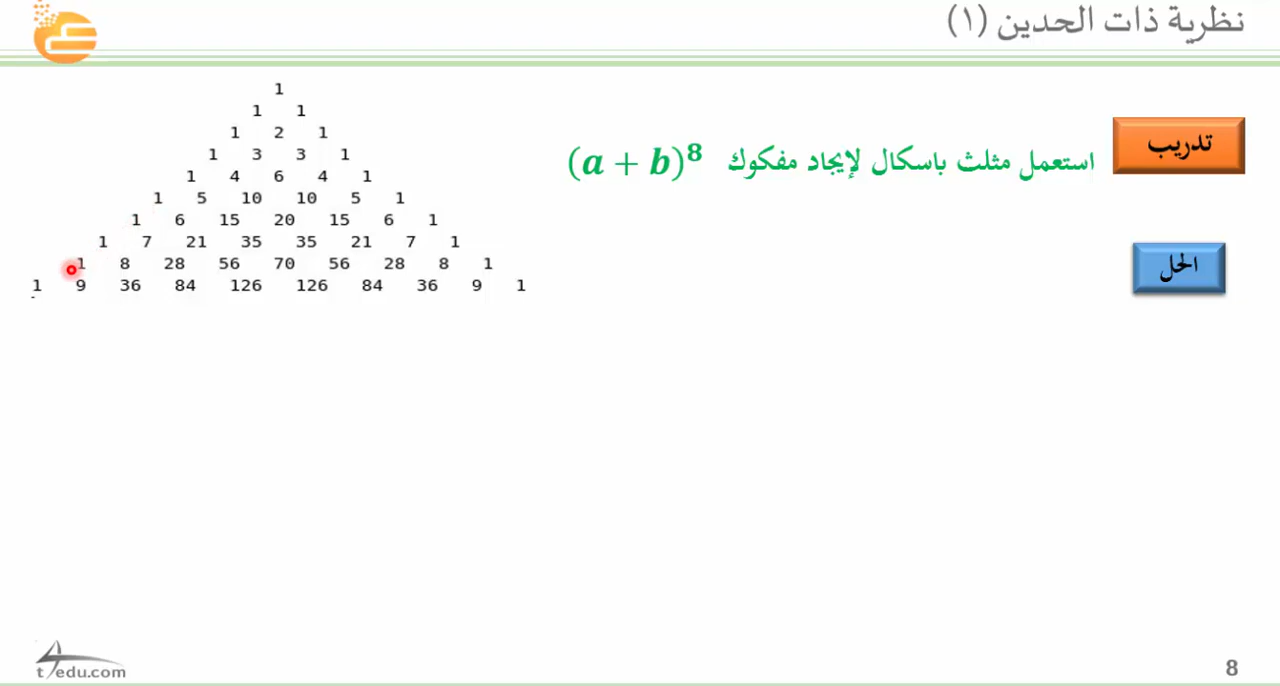 نظرية ذات الحدين (١)
تدريب
استعمل مثلث باسكال لإيجاد مفكوك (a + b)⁸
1
1 1
1 2 1
1 3 3 1
1 4 6 4 1
1 5 10 10 5 1
1 6 15 20 15 6 1
1 7 21 35 35 21 7 1
1 8 28 56 70 56 28 8 1
1 9 36 84 126 126 84 36 9 1
الحل
t4edu.com
8